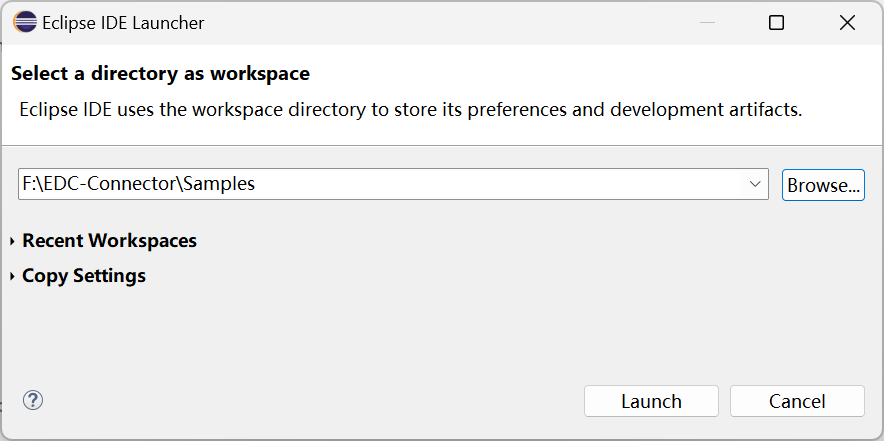 Eclipse IDE Launcher
Select a directory as workspace
Eclipse IDE uses the workspace directory to store its preferences and development artifacts.
F:\EDC-Connector\Samples
Browse...
Recent Workspaces
Copy Settings
?
Launch
Cancel